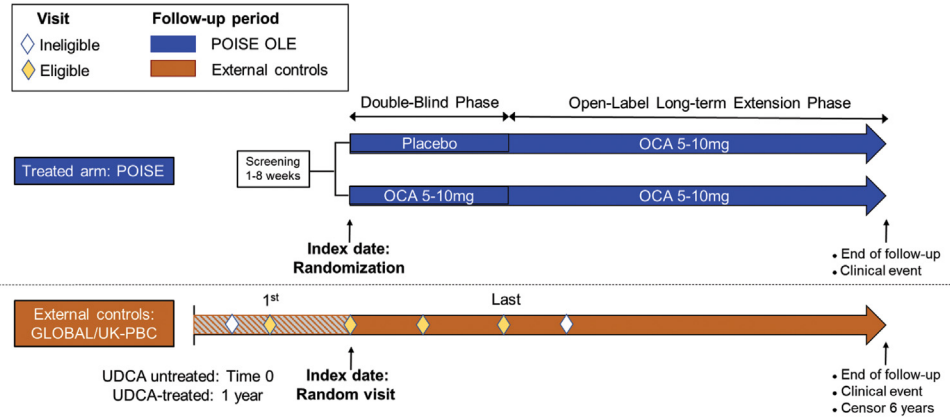 Visit
Follow-up period
Ineligible
POISE OLE
Eligible
External controls
Double-Blind Phase
Open-Label Long-term Extension Phase
Treated arm: POISE
Screening
1-8 weeks
Placebo
OCA 5-10mg
OCA 5-10mg
OCA 5-10mg
Index date:
Randomization
• End of follow-up
• Clinical event
External controls:
GLOBAL/UK-PBC
1st
Last
UDCA untreated: Time 0
UDCA-treated: 1 year
Index date:
Random visit
• End of follow-up
• Clinical event
• Censor 6 years